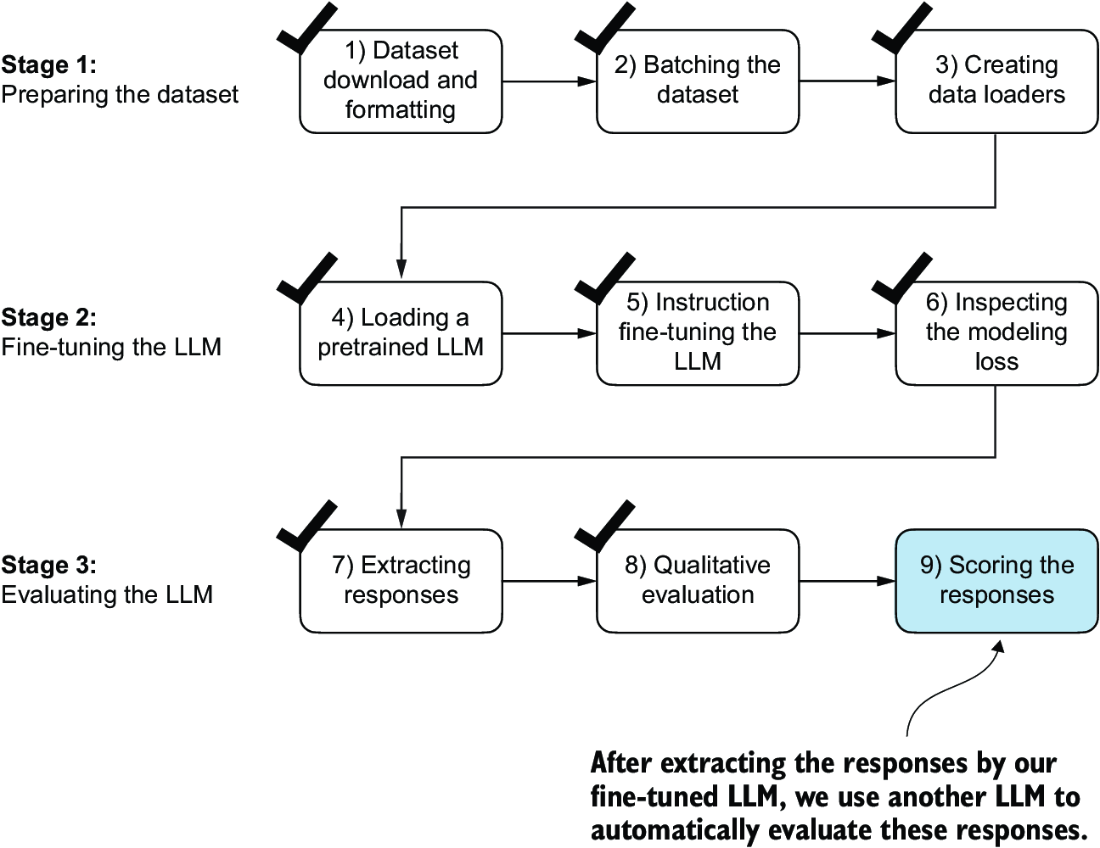 Stage 1:
Preparing the dataset
1) Dataset
download and
formatting
2) Batching the
dataset
3) Creating
data loaders
Stage 2:
Fine-tuning the LLM
4) Loading a
pretrained LLM
5) Instruction
fine-tuning the
LLM
6) Inspecting
the modeling
loss
Stage 3:
Evaluating the LLM
7) Extracting
responses
8) Qualitative
evaluation
9) Scoring the
responses
After extracting the responses by our
fine-tuned LLM, we use another LLM to
automatically evaluate these responses.